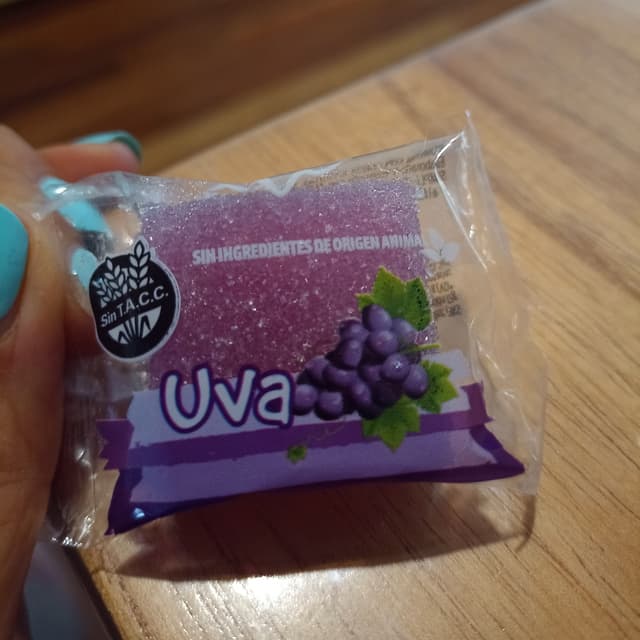 SIN INGREDIENTES DE ORIGEN ANIMA
Sin T.A.C.C.
Uva